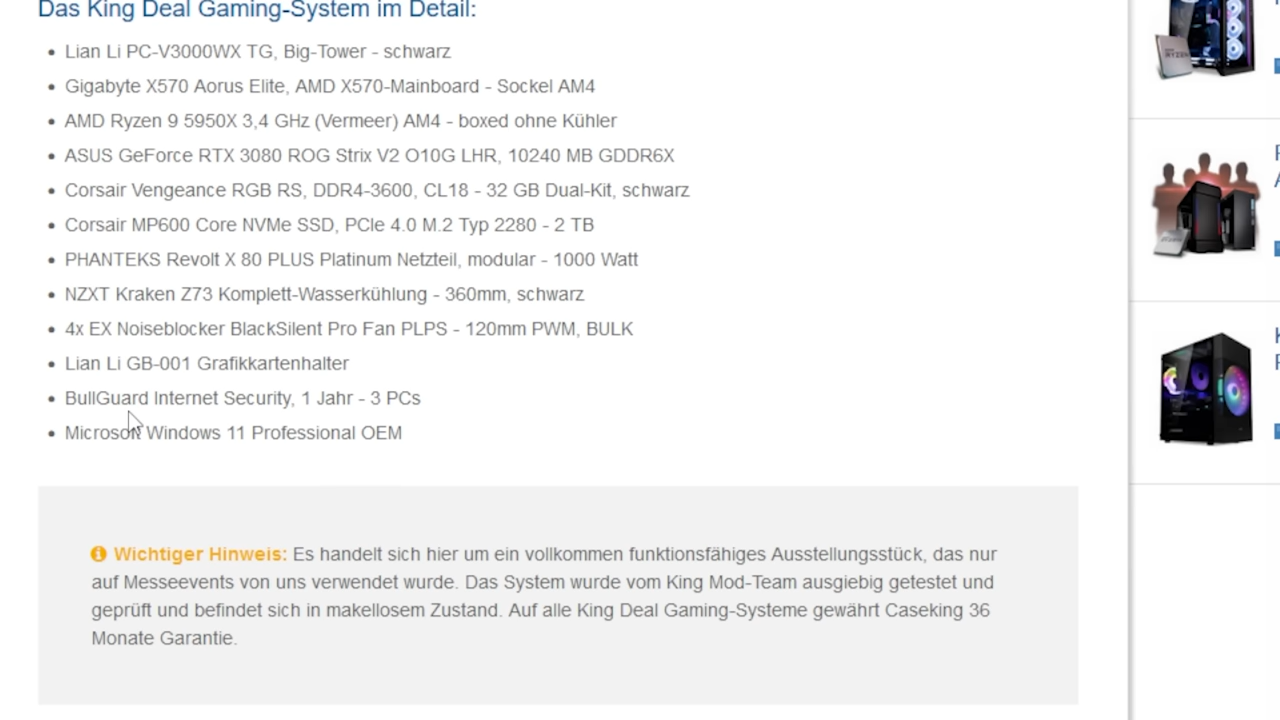 Das King Deal Gaming-System im Detail:
Lian Li PC-V3000WX TG, Big-Tower - schwarz
Gigabyte X570 Aorus Elite, AMD X570-Mainboard - Sockel AM4
AMD Ryzen 9 5950X 3,4 GHz (Vermeer) AM4 - boxed ohne Kühler
ASUS GeForce RTX 3080 ROG Strix V2 O10G LHR, 10240 MB GDDR6X
Corsair Vengeance RGB RS, DDR4-3600, CL18 - 32 GB Dual-Kit, schwarz
Corsair MP600 Core NVMe SSD, PCIe 4.0 M.2 Typ 2280 - 2 TB
PHANTEKS Revolt X 80 PLUS Platinum Netzteil, modular - 1000 Watt
NZXT Kraken Z73 Komplett-Wasserkühlung - 360mm, schwarz
4x EX Noiseblocker BlackSilent Pro Fan PLPS - 120mm PWM, BULK
Lian Li GB-001 Grafikkartenhalter
BullGuard Internet Security, 1 Jahr - 3 PCs
Microsoft Windows 11 Professional OEM
Wichtiger Hinweis: Es handelt sich hier um ein vollkommen funktionsfähiges Ausstellungsstück, das nur
auf Messeevents von uns verwendet wurde. Das System wurde vom King Mod-Team ausgiebig getestet und
geprüft und befindet sich in makellosem Zustand. Auf alle King Deal Gaming-Systeme gewährt Caseking 36
Monate Garantie.